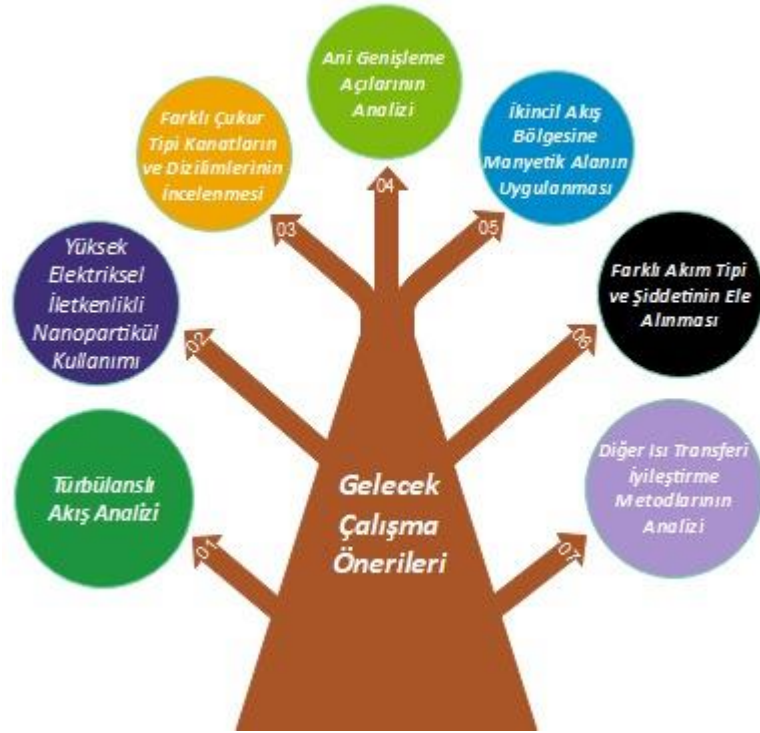 Ani Genişleme
Açılarının
Analizi
Farklı Çukur
Tipi Kanatların
ve Dizilimlerinin
İncelenmesi
İkincil Akış
Bölgesine
Manyetik Alanın
Uygulanması
04
03
05
Yüksek
Elektriksel
İletkenlikli
Nanopartikül
Kullanımı
Farklı Akım Tipi
ve Şiddetinin Ele
Alınması
02
06
Türbülanslı
Akış Analizi
Gelecek
Çalışma
Önerileri
Diğer Isı Transferi
İyileştirme
Metodlarının
Analizi
01
07